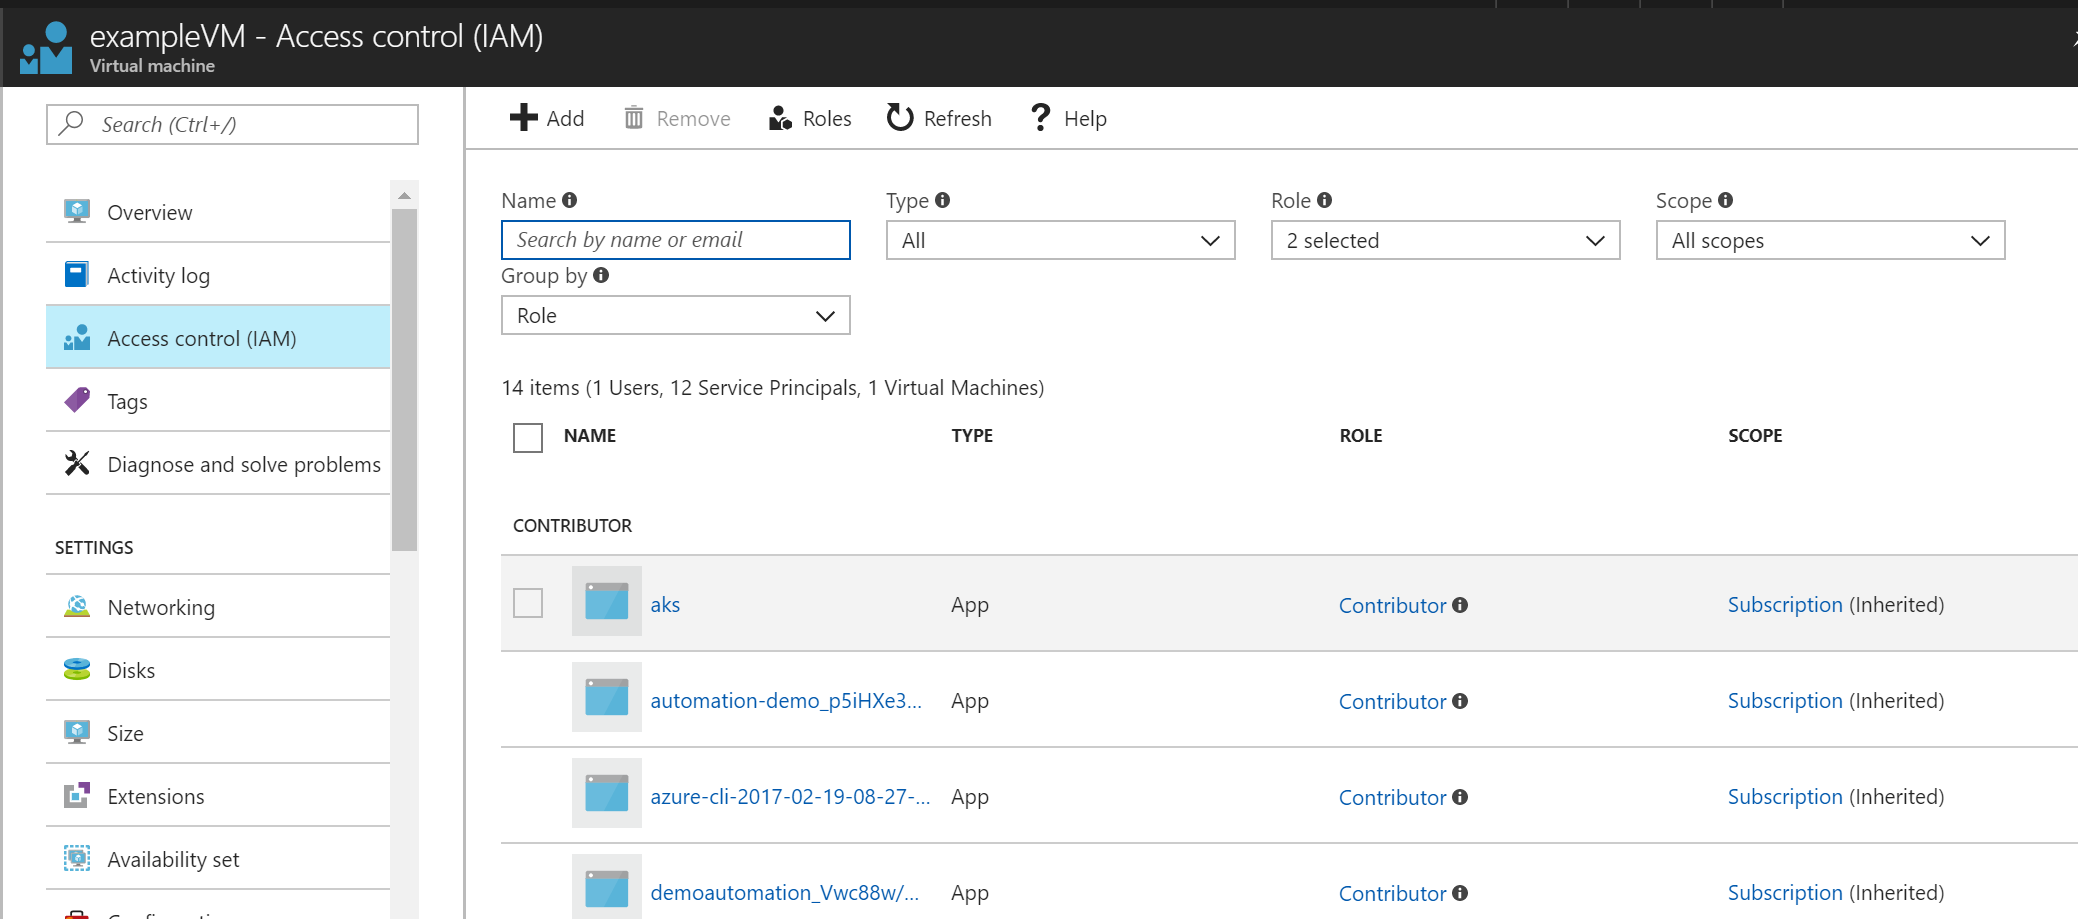 exampleVM - Access control (IAM)
Virtual machine
Search (Ctrl+/)
Overview
Activity log
Access control (IAM)
Tags
Diagnose and solve problems
SETTINGS
Networking
Disks
Size
Extensions
Availability set
Add Remove Roles Refresh Help
Name Type Role Scope
Search by name or email All 2 selected All scopes
Group by
Role
14 items (1 Users, 12 Service Principals, 1 Virtual Machines)
NAME TYPE ROLE SCOPE
CONTRIBUTOR
aks App Contributor Subscription (Inherited)
automation-demo_p5iHXe3... App Contributor Subscription (Inherited)
azure-cli-2017-02-19-08-27-... App Contributor Subscription (Inherited)
demoautomation_Vwc88w/... App Contributor Subscription (Inherited)